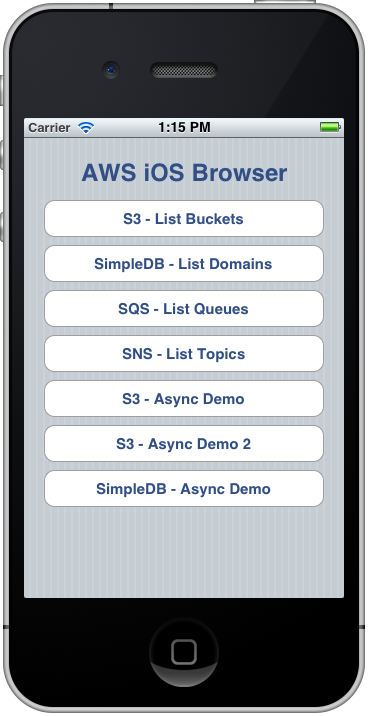 Carrier 1:15 PM
AWS iOS Browser
S3 - List Buckets
SimpleDB - List Domains
SQS - List Queues
SNS - List Topics
S3 - Async Demo
S3 - Async Demo 2
SimpleDB - Async Demo